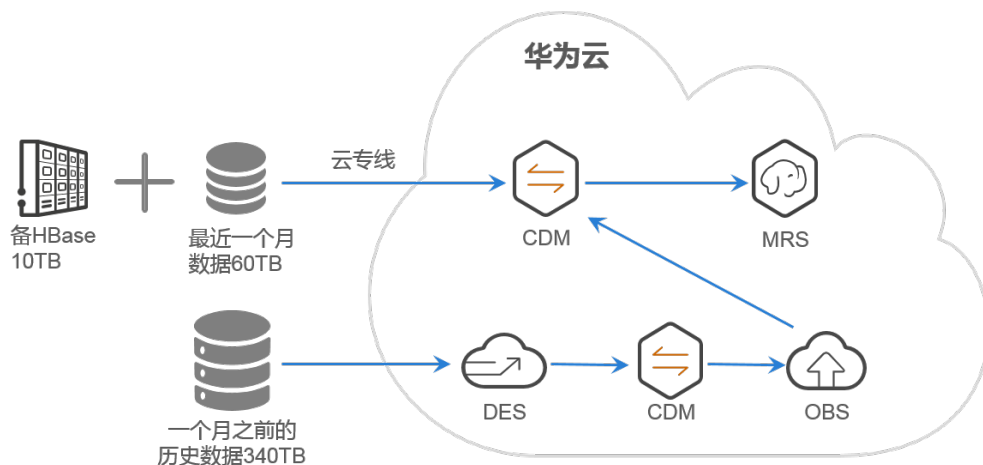 华为云
云专线
备HBase
10TB
最近一个月
数据60TB
CDM
MRS
一个月之前的
历史数据340TB
DES
CDM
OBS